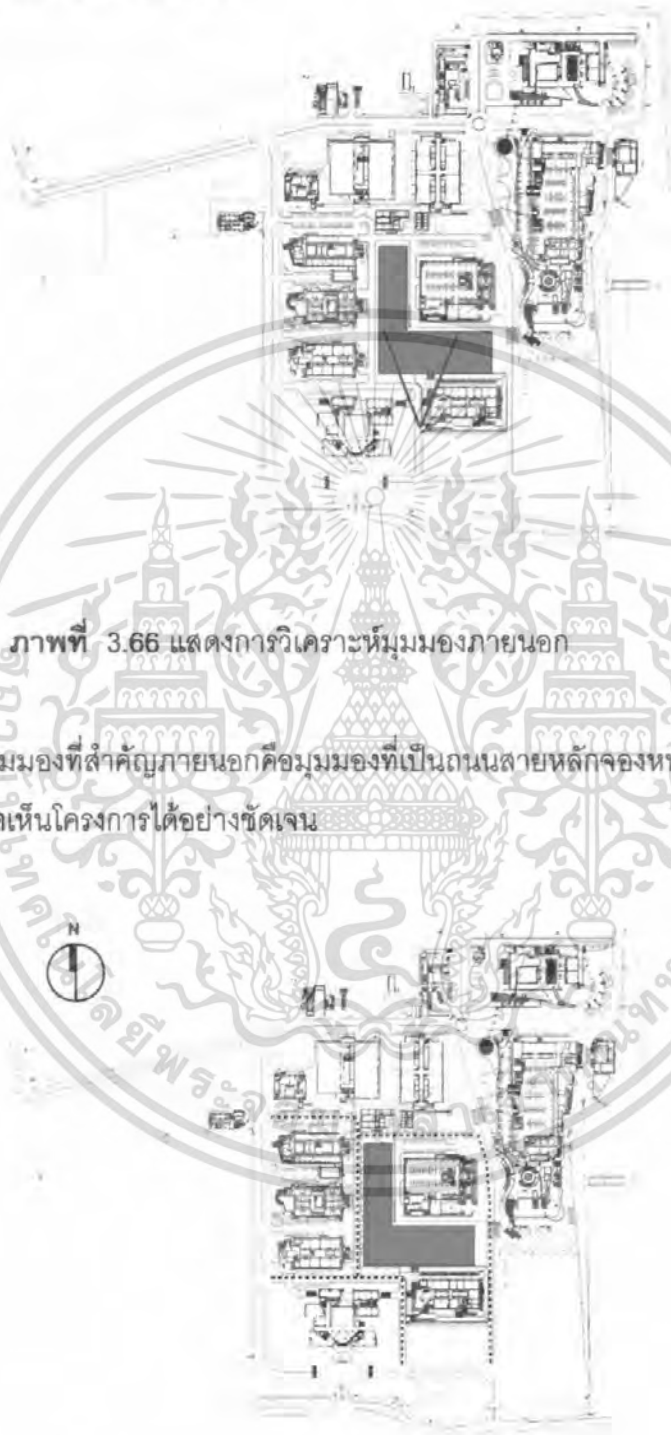 ภาพที่ 3.66 แสดงการวิเคราะห์มุมมองภายนอก
มมองที่สำคัญภายนอกคือมุมมองที่เป็นถนนสายหลักจอง
เห็นโครงการได้อย่างชัดเจน
N